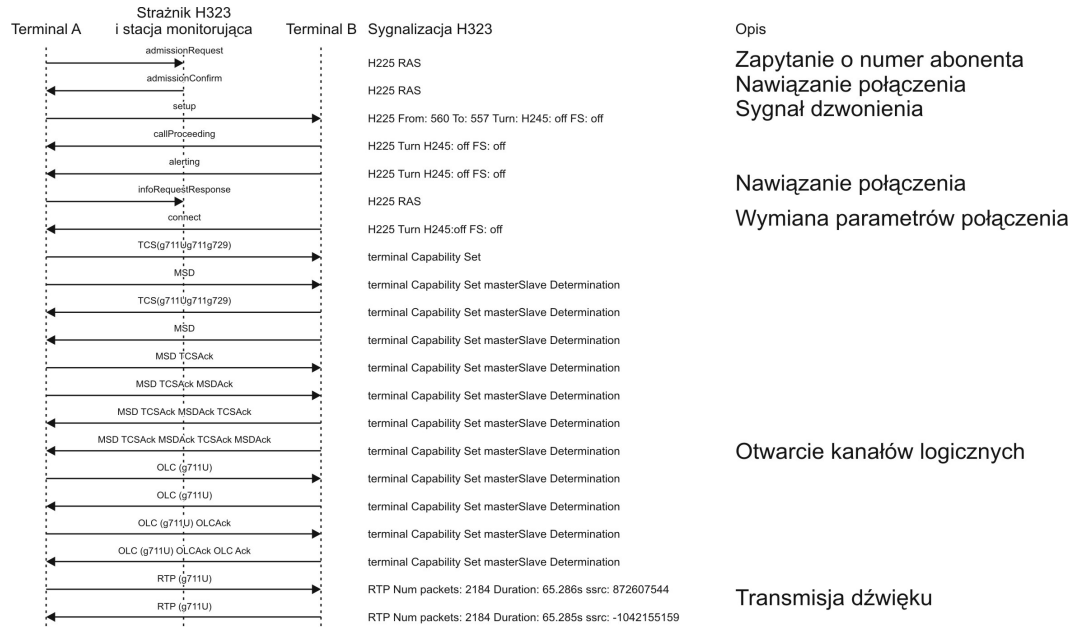 Strażnik H323
Terminal A i stacja monitorująca Terminal B Sygnalizacja H323 Opis
admissionRequest
H225 RAS Zapytanie o numer abonenta
admissionConfirm
H225 RAS Nawiązanie połączenia
setup Sygnał dzwonienia
H225 From: 560 To: 557 Turn: H245: off FS: off
callProceeding
H225 Turn H245: off FS: off
alerting
H225 Turn H245: off FS: off
Nawiązanie połączenia
infoRequestResponse
H225 RAS
connect Wymiana parametrów połączenia
H225 Turn H245:off FS: off
TCS(g711Ug711g729)
terminal Capability Set
MSD
terminal Capability Set masterSlave Determination
TCS(g711Ug711g729)
terminal Capability Set masterSlave Determination
MSD
terminal Capability Set masterSlave Determination
MSD TCSAck
terminal Capability Set masterSlave Determination
MSD TCSAck MSDAck
terminal Capability Set masterSlave Determination
MSD TCSAck MSDAck TCSAck
terminal Capability Set masterSlave Determination
MSD TCSAck MSDAck TCSAck MSDAck
terminal Capability Set masterSlave Determination Otwarcie kanałów logicznych
OLC (g711U)
terminal Capability Set masterSlave Determination
OLC (g711U)
terminal Capability Set masterSlave Determination
OLC (g711U) OLCAck
terminal Capability Set masterSlave Determination
OLC (g711U) OLCAck OLC Ack
terminal Capability Set masterSlave Determination
RTP (g711U)
RTP Num packets: 2184 Duration: 65.286s ssrc: 872607544 Transmisja dźwięku
RTP (g711U)
RTP Num packets: 2184 Duration: 65.285s ssrc: -1042155159